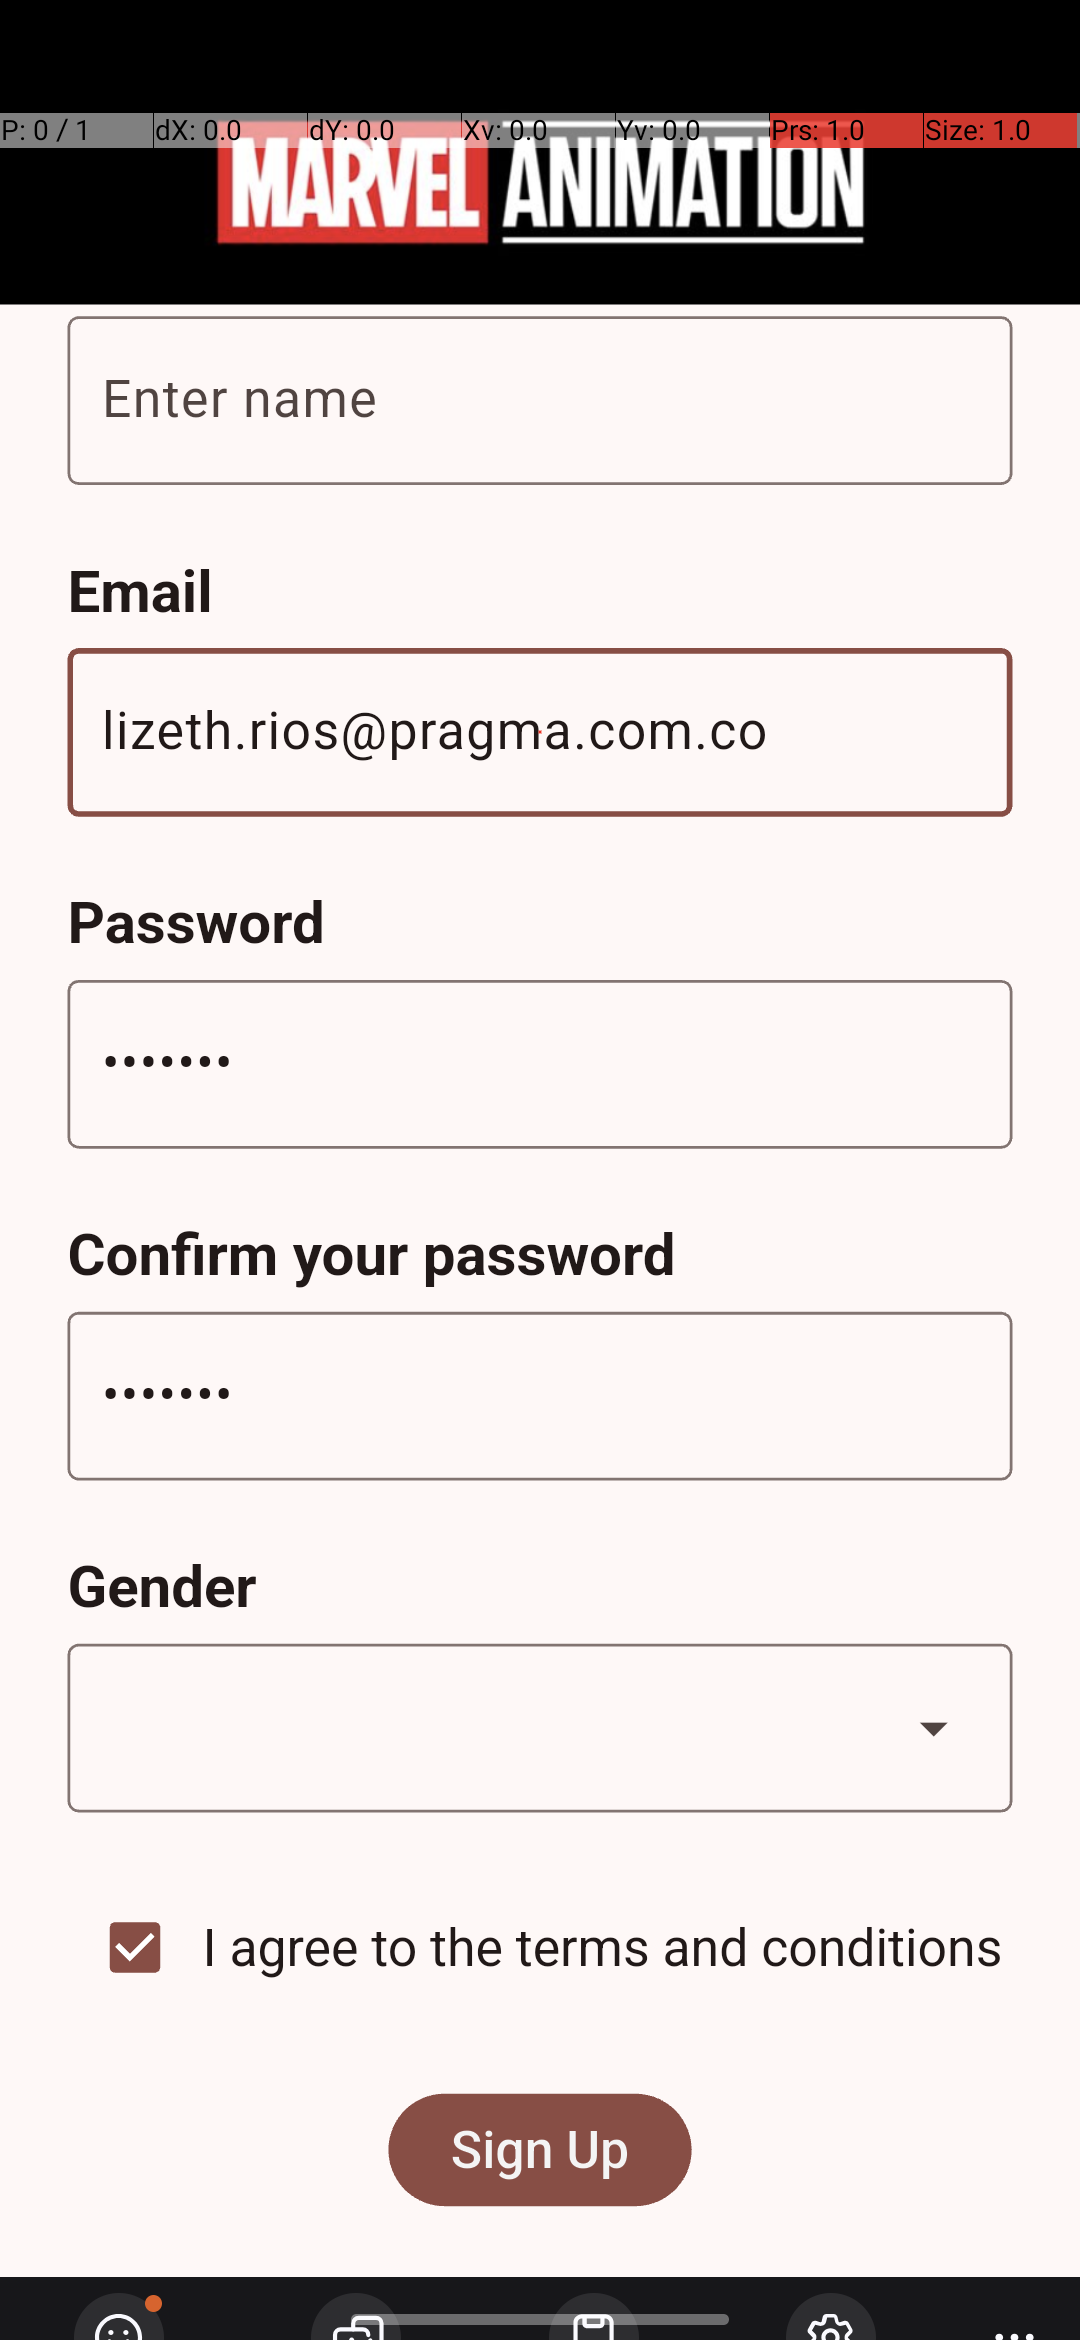 P: 0 / 1 dX: 0.0 dY: 0.0 Xv: 0.0 Yv: 0.0 Prs: 1.0 Size: 1.0
MARVEL ANIMATION
Enter name
Email
lizeth.rios@pragma.com.co
Password
•••••••
Confirm your password
•••••••
Gender
I agree to the terms and conditions
Sign Up